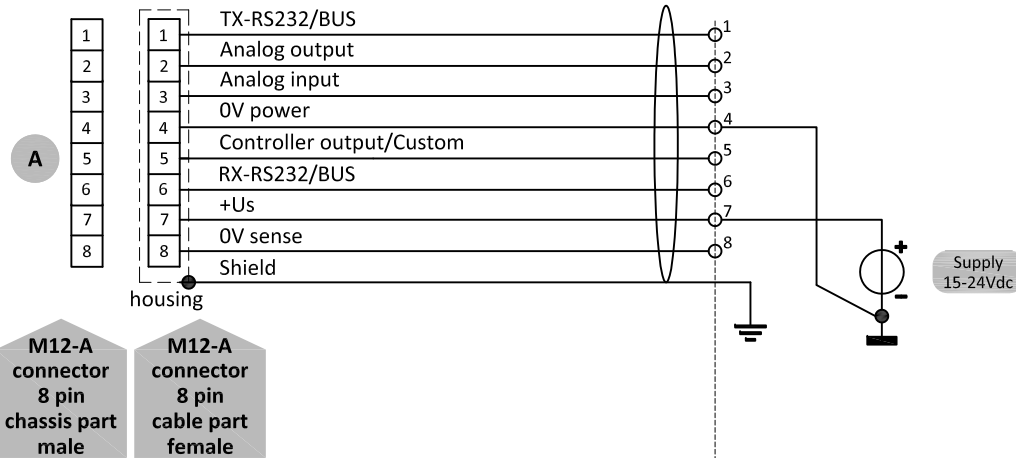 TX-RS232/BUS
1 1 1
Analog output
2 2 2
Analog input
3 3 3
0V power
4 4 4
A
Controller output/Custom
5 5 5
RX-RS232/BUS
6 6 6
+Us
7 7 7
0V sense
8 8 8
+
Supply
15-24Vdc
-
Shield
housing
M12-A
connector
8 pin
chassis part
male
M12-A
connector
8 pin
cable part
female